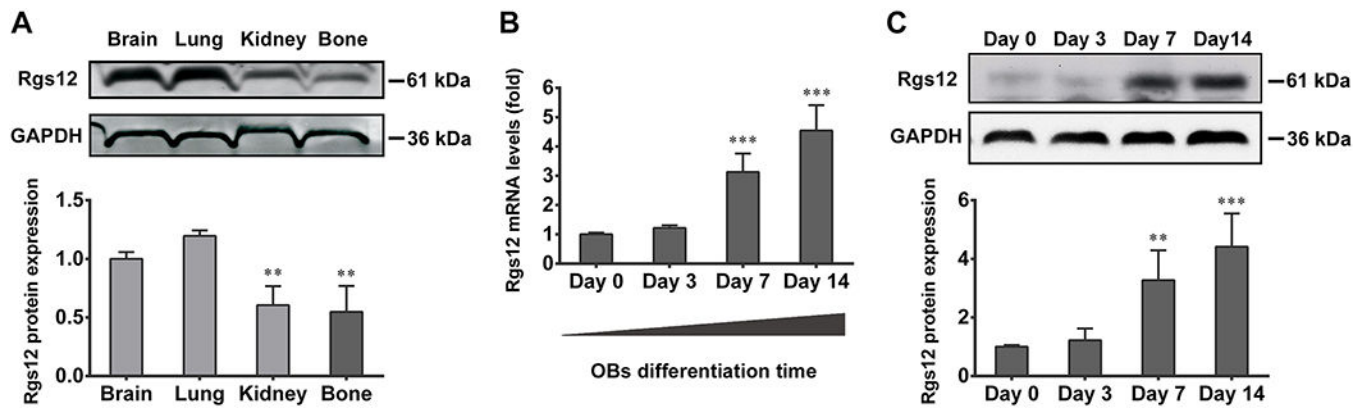 A
Brain Lung Kidney Bone
Rgs12
61 kDa
GAPDH
36 kDa
Rgs12 protein expression
1.5
1.0
0.5
0.0
** **
Brain Lung Kidney Bone
B
Rgs12 mRNA levels (fold)
6
5
4
3
2
1
0
*** ***
Day 0 Day 3 Day 7 Day 14
OBs differentiation time
C
Day 0 Day 3 Day 7 Day14
Rgs12
61 kDa
GAPDH
36 kDa
Rgs12 protein expression
6
4
2
0
** ***
Day 0 Day 3 Day 7 Day 14